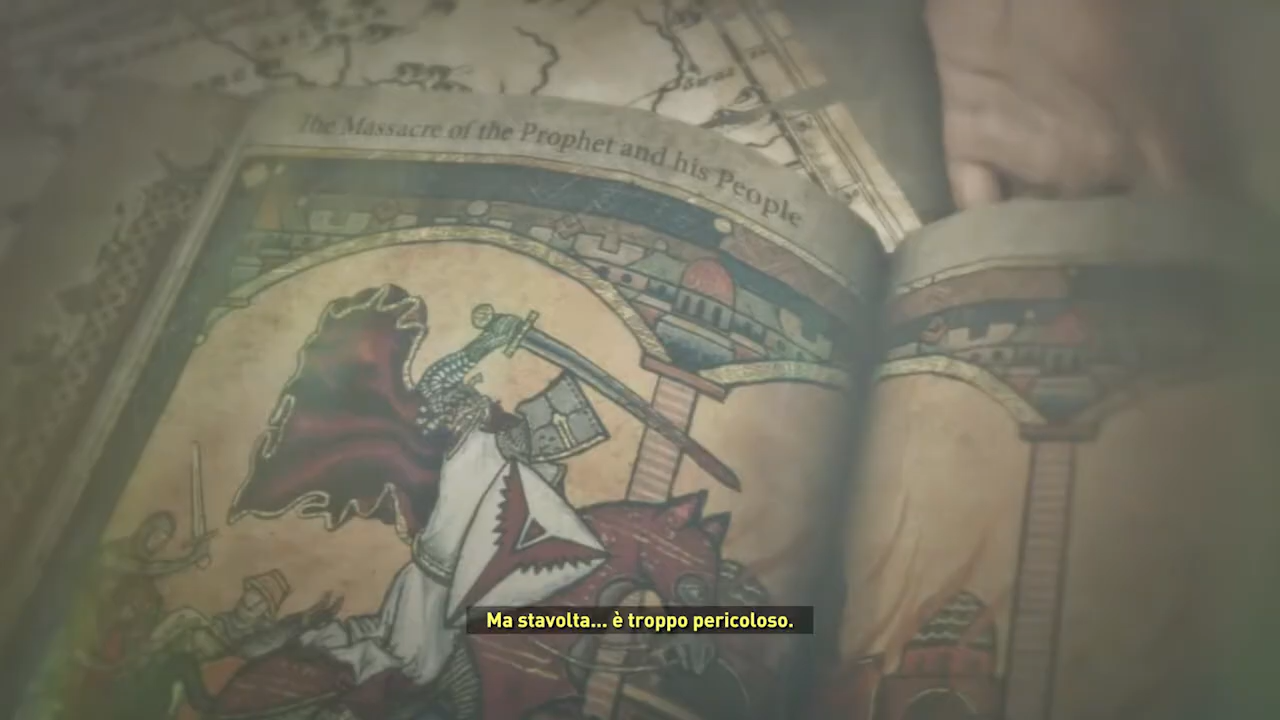 The Massacre of the Prophet and his People
Ma stavolta... è troppo pericoloso.